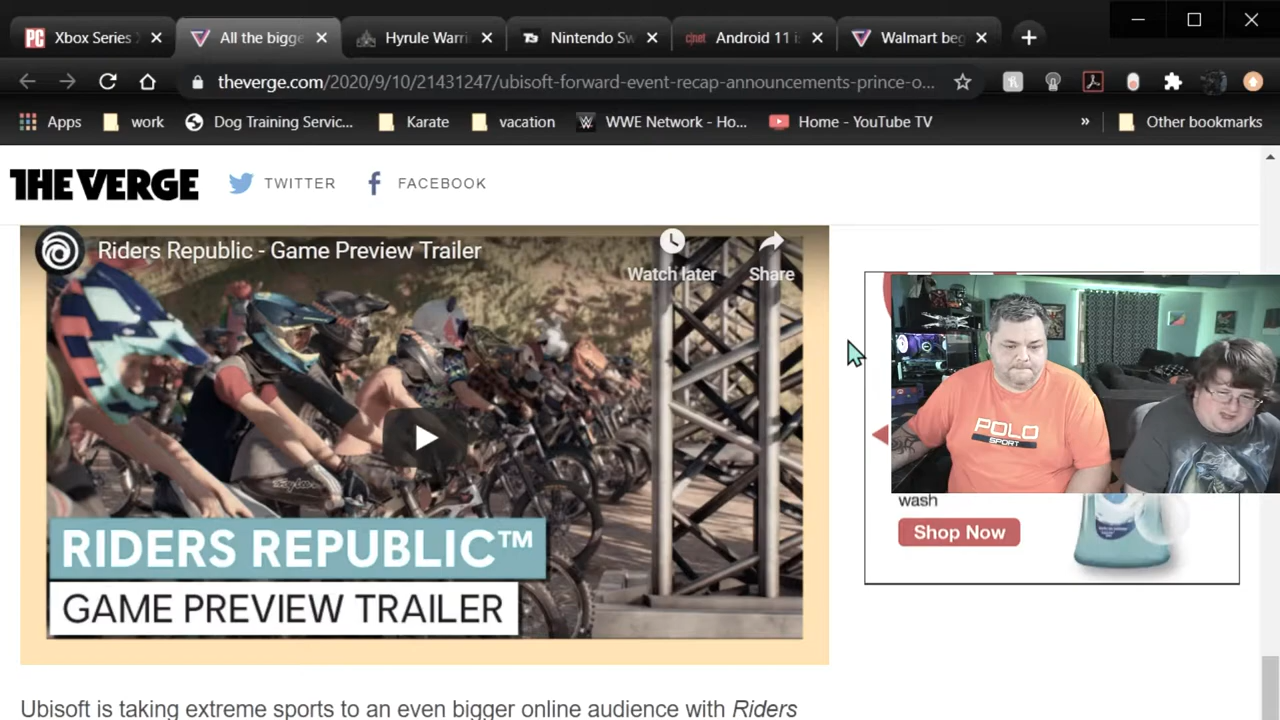 Xbox Series
All the bigge
Hyrule Warri
T3
Nintendo Sw
c|net
Android 11 i
Walmart beg
theverge.com/2020/9/10/21431247/ubisoft-forward-event-recap-announcements-prince-o...
Apps
work
Dog Training Servic...
Karate
vacation
WWE Network - Ho...
Home - YouTube TV
»
Other bookmarks
THE VERGE
TWITTER
FACEBOOK
Riders Republic - Game Preview Trailer
Watch later
Share
RIDERS REPUBLIC™
GAME PREVIEW TRAILER
POLO
SPORT
wash
Shop Now
Ubisoft is taking extreme sports to an even bigger online audience with Riders